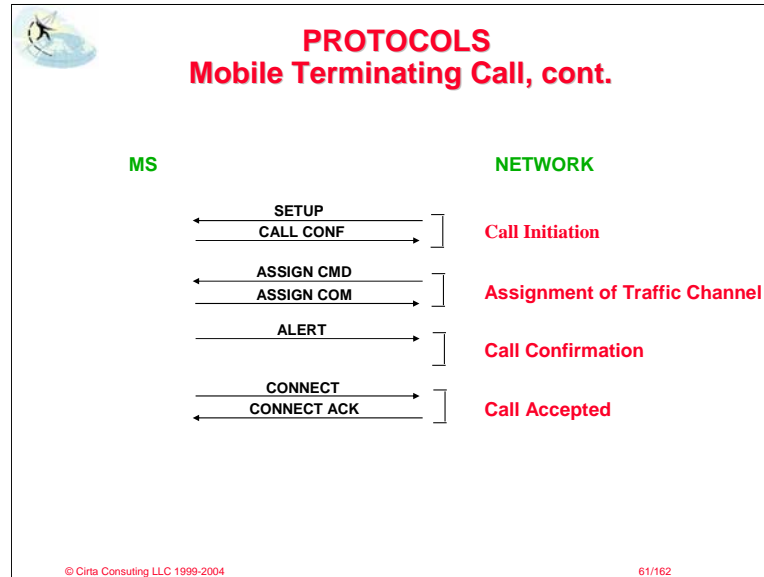 PROTOCOLS
Mobile Terminating Call, cont.
MS
NETWORK
SETUP
CALL CONF
Call Initiation
ASSIGN CMD
ASSIGN COM
Assignment of Traffic Channel
ALERT
Call Confirmation
CONNECT
CONNECT ACK
Call Accepted
© Cirta Consuting LLC 1999-2004
61/162